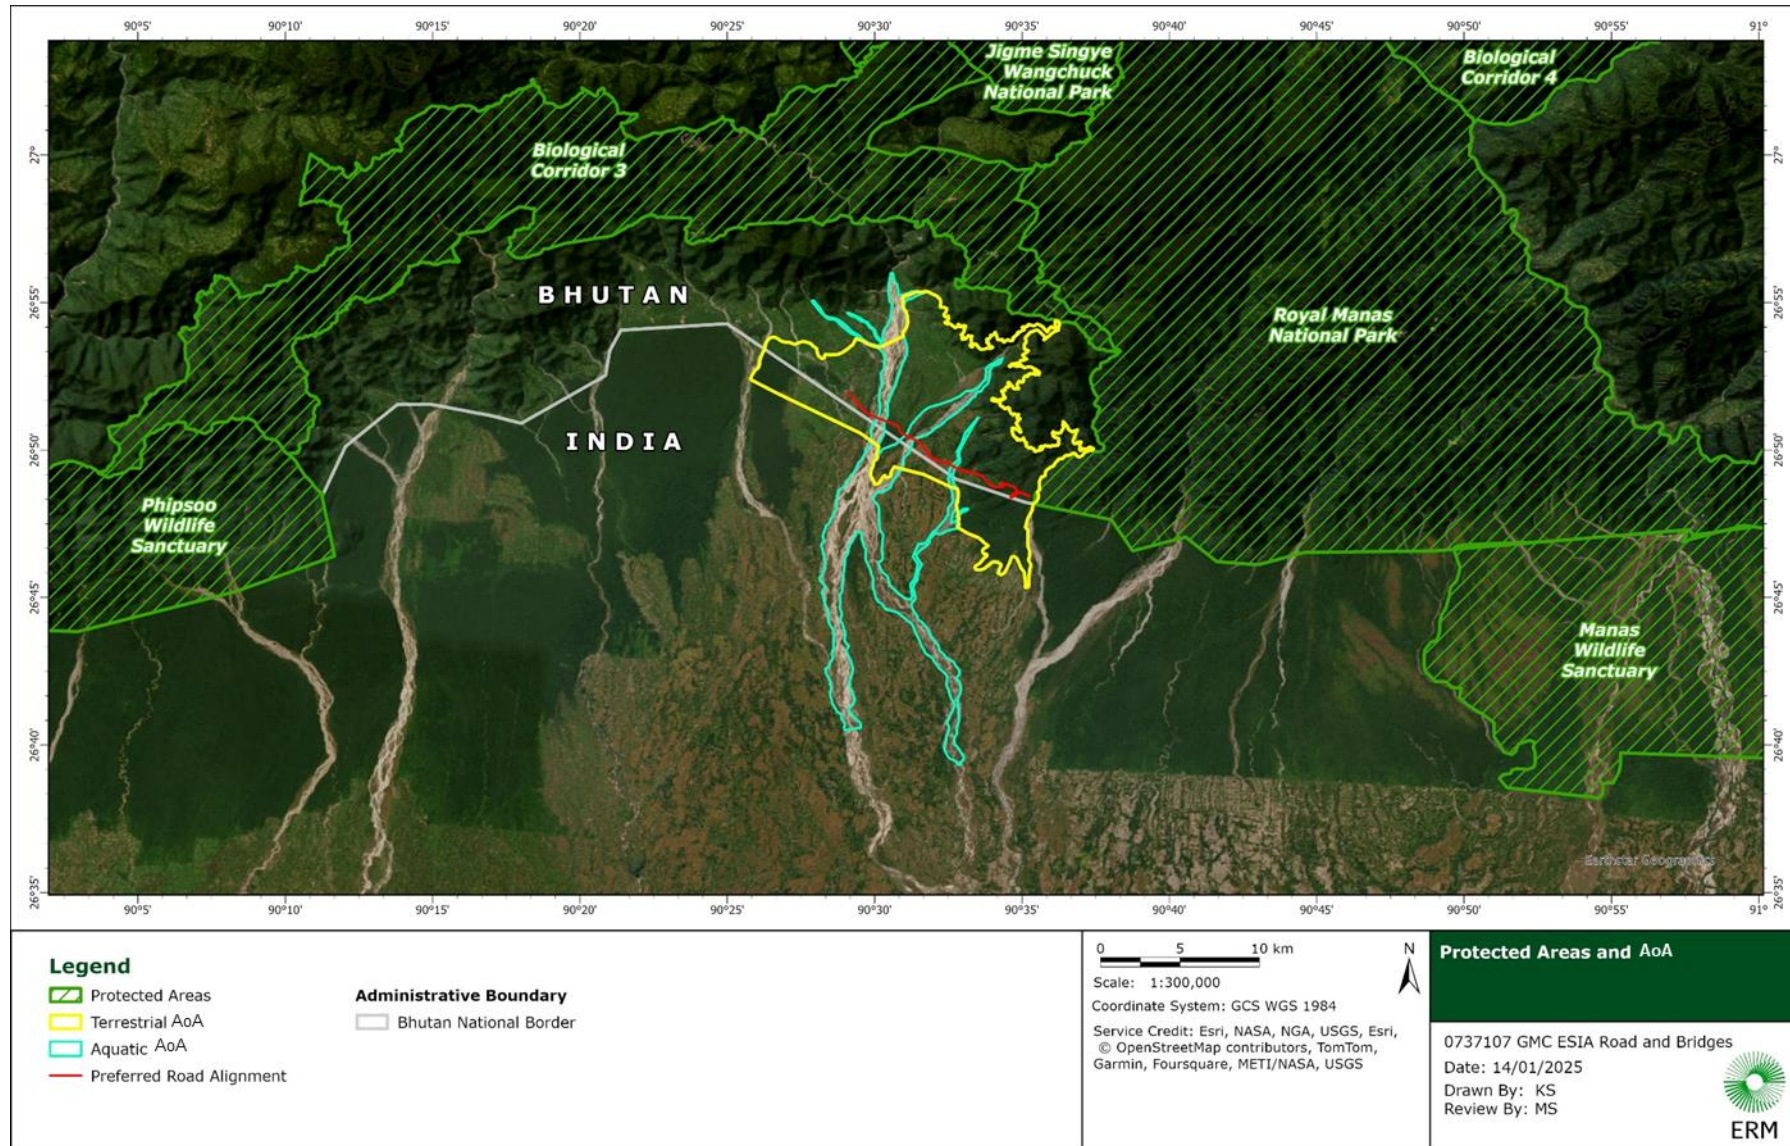 90°5' 90°10' 90°15' 90°20' 90°25' 90°30' 90°35' 90°40' 90°45' 90°50' 90°55' 91°
Jigme Singye
Wangchuck
National Park
Biological
Corridor 4
27° 27°
Biological
Corridor 3
26°55' 26°55'
BHUTAN
Royal Manas
National Park
26°50' 26°50'
INDIA
Phipsoo
Wildlife
Sanctuary
26°45' 26°45'
Manas
Wildlife
Sanctuary
26°40' 26°40'
Earthstar Geographics
26°35' 26°35'
90°5' 90°10' 90°15' 90°20' 90°25' 90°30' 90°35' 90°40' 90°45' 90°50' 90°55' 91°
Legend
Protected Areas
Terrestrial AoA
Aquatic AoA
Preferred Road Alignment
Administrative Boundary
Bhutan National Border
0 5 10 km
N
Scale: 1:300,000
Coordinate System: GCS WGS 1984
Service Credit: Esri, NASA, NGA, USGS, Esri,
© OpenStreetMap contributors, TomTom,
Garmin, Foursquare, METI/NASA, USGS
Protected Areas and AoA
0737107 GMC ESIA Road and Bridges
Date: 14/01/2025
Drawn By: KS
Review By: MS
ERM